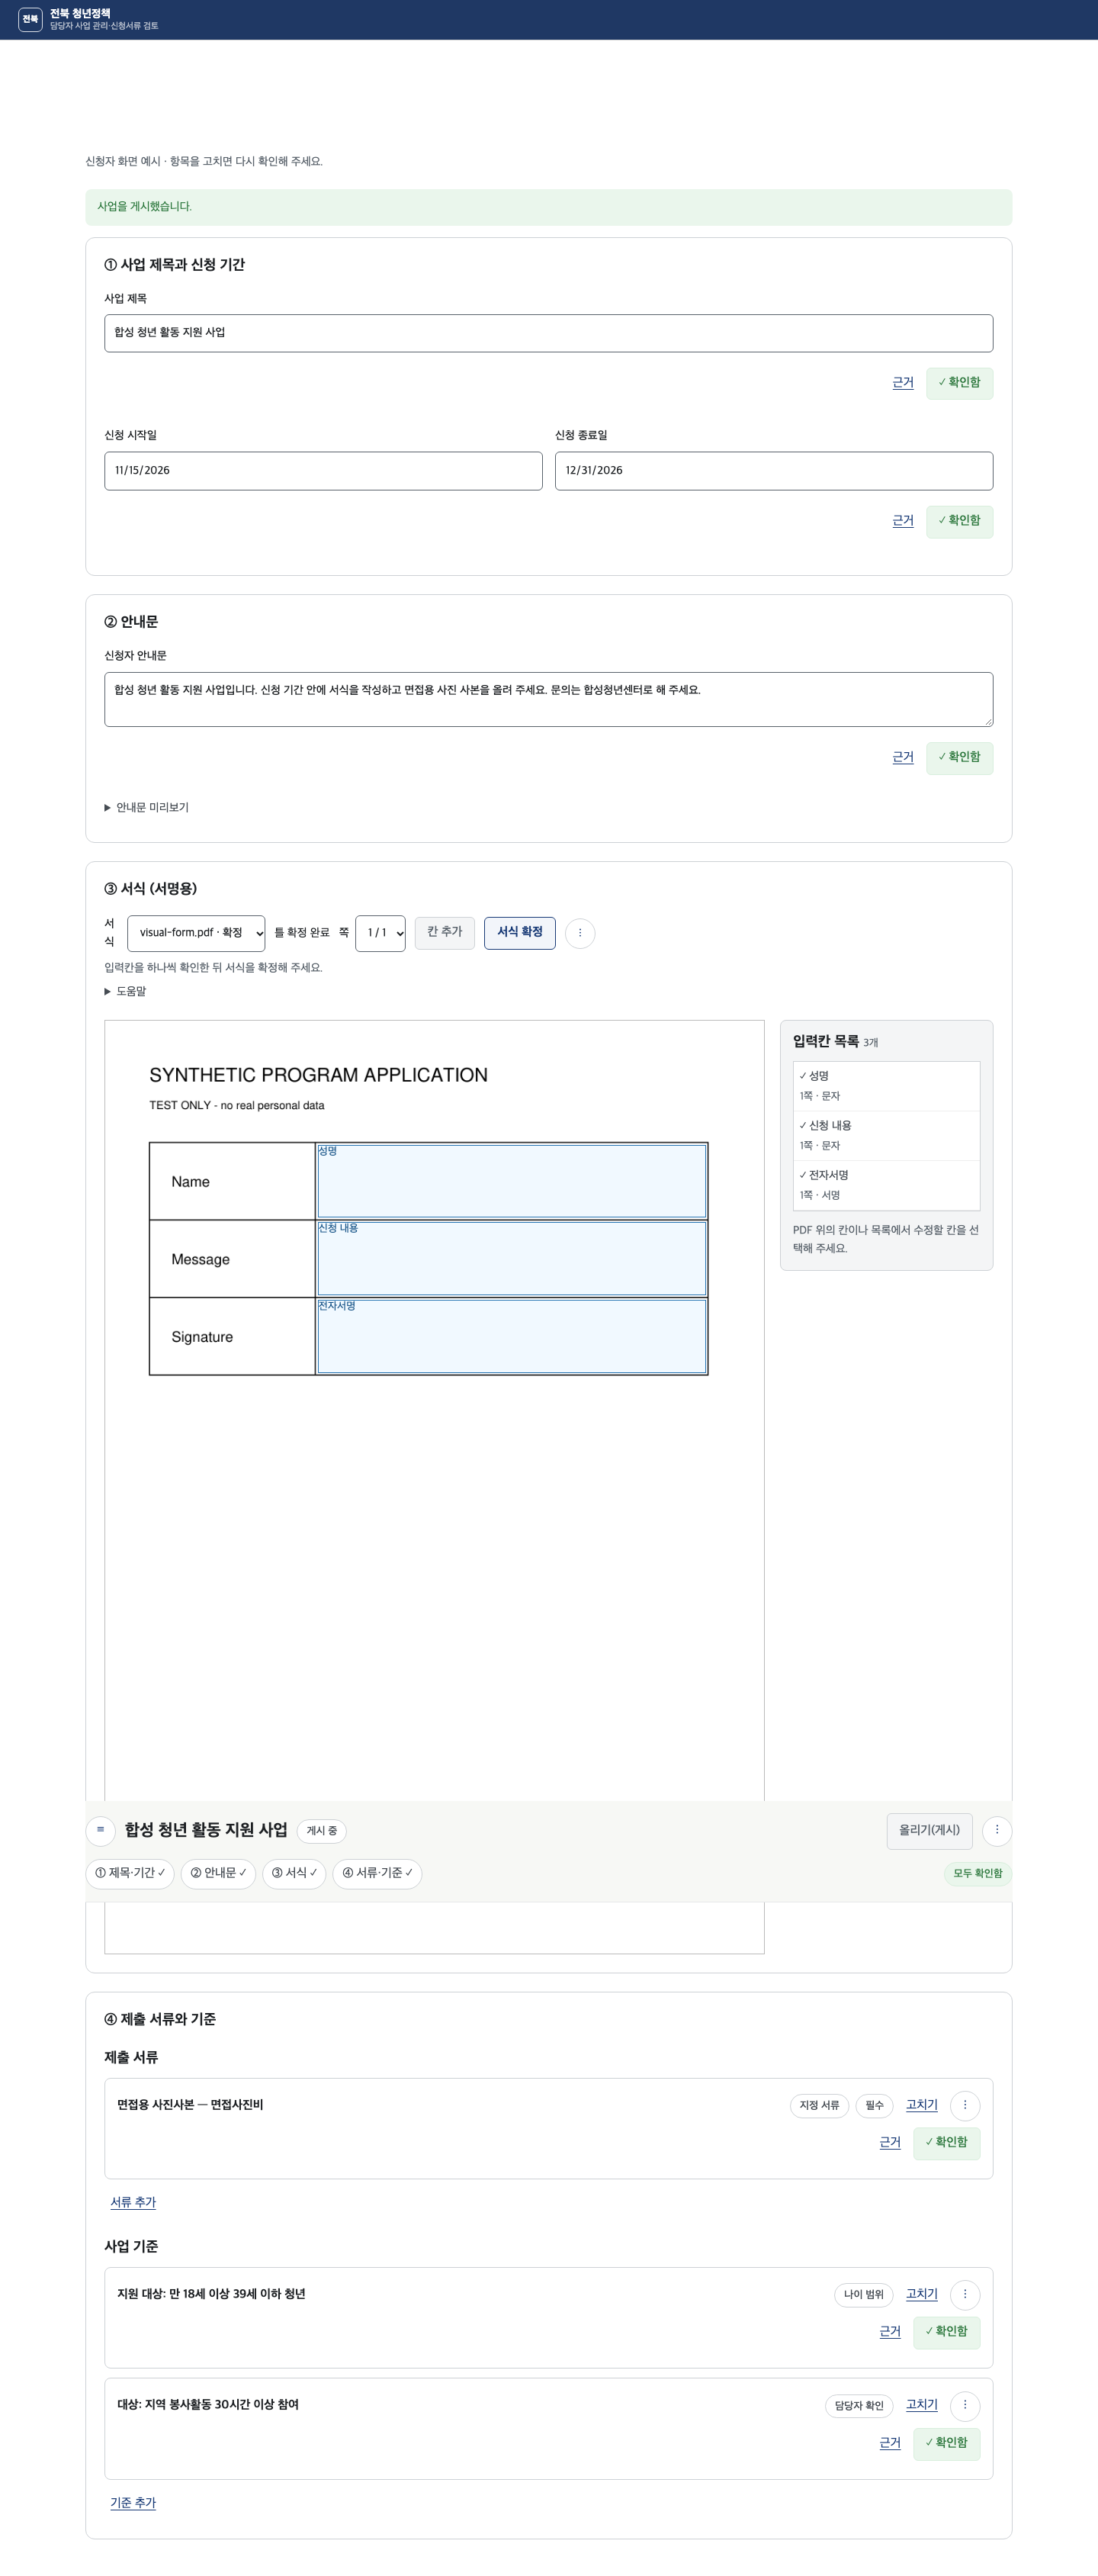 전북
전북 청년정책
담당자 사업 관리·신청서류 검토
신청자 화면 예시 · 항목을 고치면 다시 확인해 주세요.
사업을 게시했습니다.
① 사업 제목과 신청 기간
사업 제목
합성 청년 활동 지원 사업
근거 ✓ 확인함
신청 시작일 신청 종료일
11/15/2026 12/31/2026
근거 ✓ 확인함
② 안내문
신청자 안내문
합성 청년 활동 지원 사업입니다. 신청 기간 안에 서식을 작성하고 면접용 사진 사본을 올려 주세요. 문의는 합성청년센터로 해 주세요.
근거 ✓ 확인함
▶ 안내문 미리보기
③ 서식 (서명용)
서식 visual-form.pdf · 확정 틀 확정 완료 쪽 1 / 1 칸 추가 서식 확정 ⋮
입력칸을 하나씩 확인한 뒤 서식을 확정해 주세요.
▶ 도움말
SYNTHETIC PROGRAM APPLICATION
TEST ONLY - no real personal data
Name 성명
Message 신청 내용
Signature 전자서명
입력칸 목록 3개
✓ 성명
1쪽 · 문자
✓ 신청 내용
1쪽 · 문자
✓ 전자서명
1쪽 · 서명
PDF 위의 칸이나 목록에서 수정할 칸을 선
택해 주세요.
≡ 합성 청년 활동 지원 사업 게시 중 올리기(게시) ⋮
① 제목·기간 ✓ ② 안내문 ✓ ③ 서식 ✓ ④ 서류·기준 ✓ 모두 확인함
④ 제출 서류와 기준
제출 서류
면접용 사진사본 — 면접사진비 지정 서류 필수 고치기 ⋮
근거 ✓ 확인함
서류 추가
사업 기준
지원 대상: 만 18세 이상 39세 이하 청년 나이 범위 고치기 ⋮
근거 ✓ 확인함
대상: 지역 봉사활동 30시간 이상 참여 담당자 확인 고치기 ⋮
근거 ✓ 확인함
기준 추가